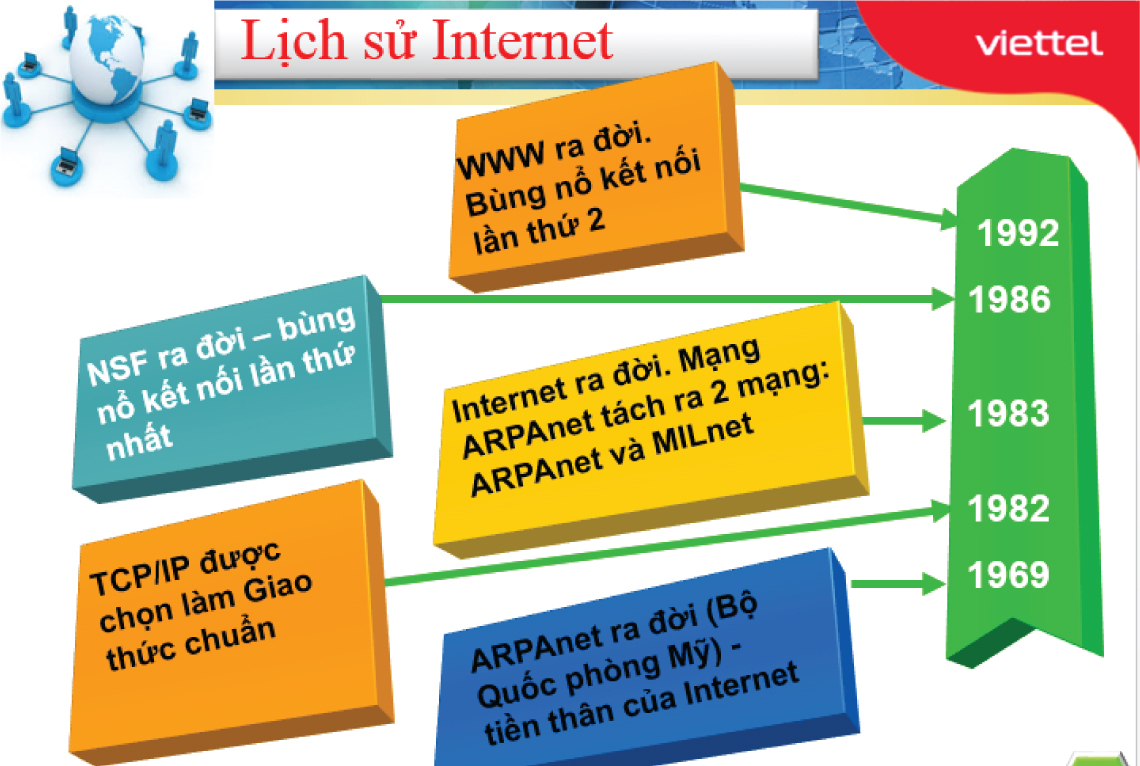 Lịch sử Internet
viettel
WWW ra đời.
Bùng nổ kết nối
lần thứ 2
1992
NSF ra đời – bùng
nổ kết nối lần thứ
nhất
1986
Internet ra đời. Mạng
ARPAnet tách ra 2 mạng:
ARPAnet và MILnet
1983
TCP/IP được
chọn làm Giao
thức chuẩn
1982
ARPAnet ra đời (Bộ
Quốc phòng Mỹ) -
tiền thân của Internet
1969